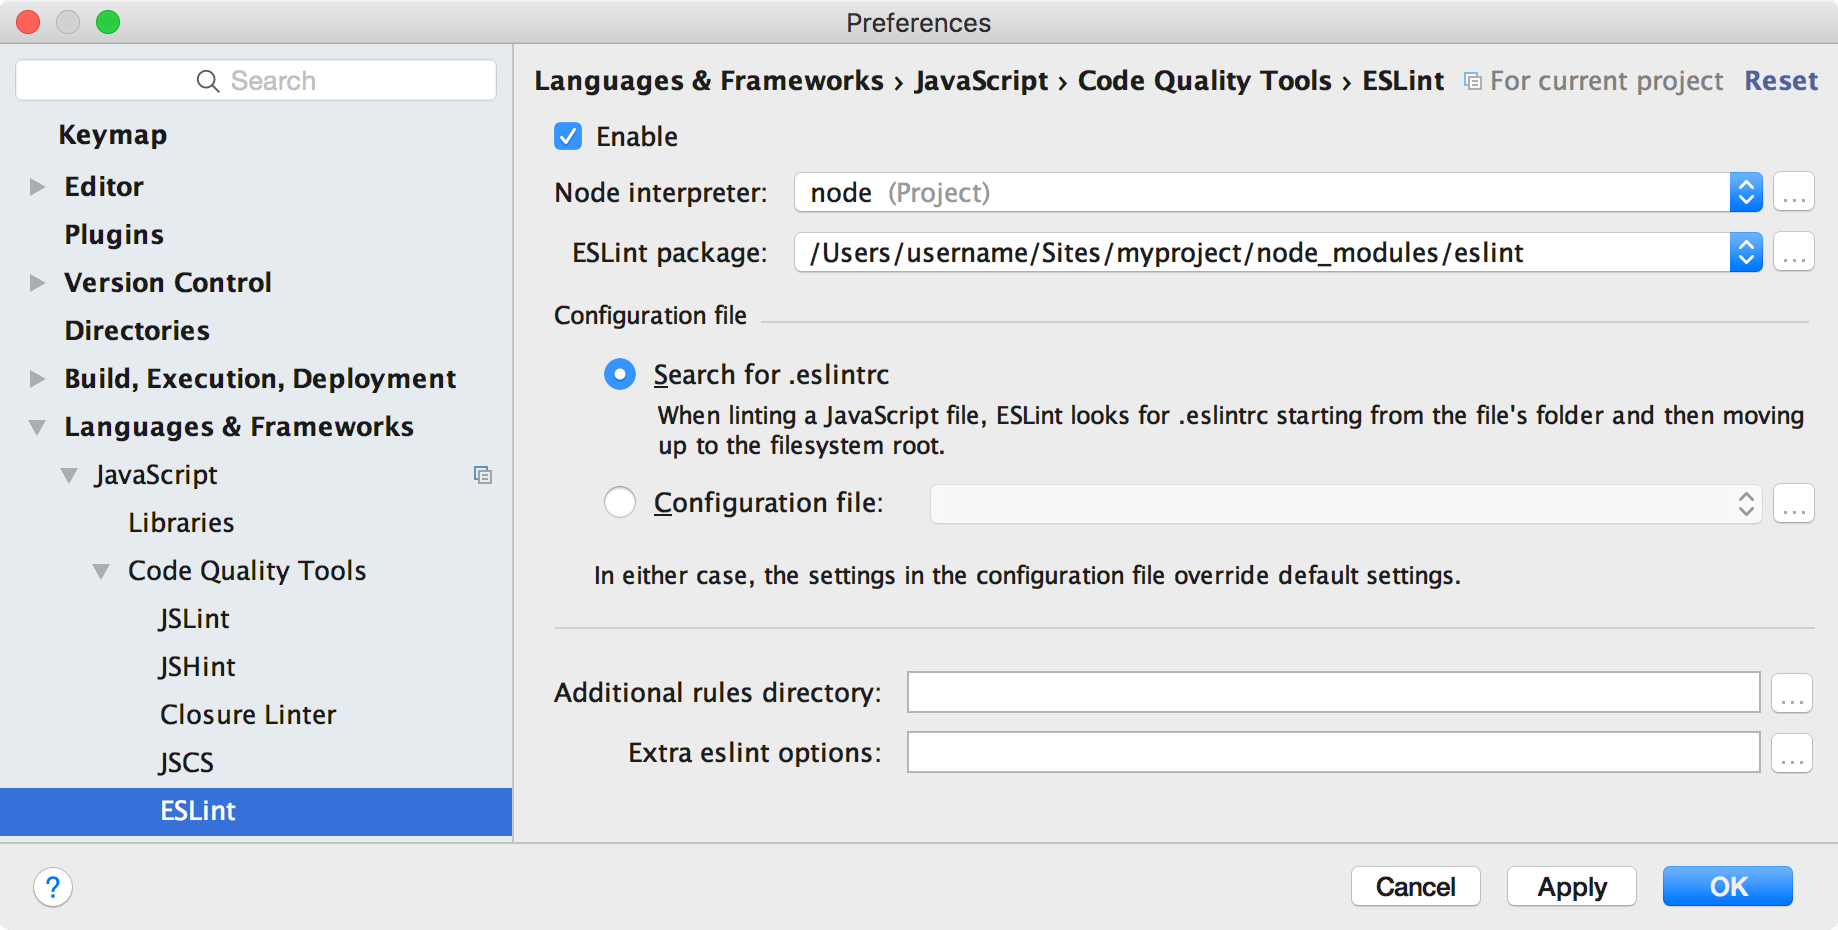 Preferences
Search
Keymap
Editor
Plugins
Version Control
Directories
Build, Execution, Deployment
Languages & Frameworks
JavaScript
Libraries
Code Quality Tools
JSLint
JSHint
Closure Linter
JSCS
ESLint
Languages & Frameworks › JavaScript › Code Quality Tools › ESLint For current project Reset
Enable
Node interpreter: node (Project) ...
ESLint package: /Users/username/Sites/myproject/node_modules/eslint ...
Configuration file
Search for .eslintrc
When linting a JavaScript file, ESLint looks for .eslintrc starting from the file's folder and then moving
up to the filesystem root.
Configuration file: ...
In either case, the settings in the configuration file override default settings.
Additional rules directory: ...
Extra eslint options: ...
? Cancel Apply OK